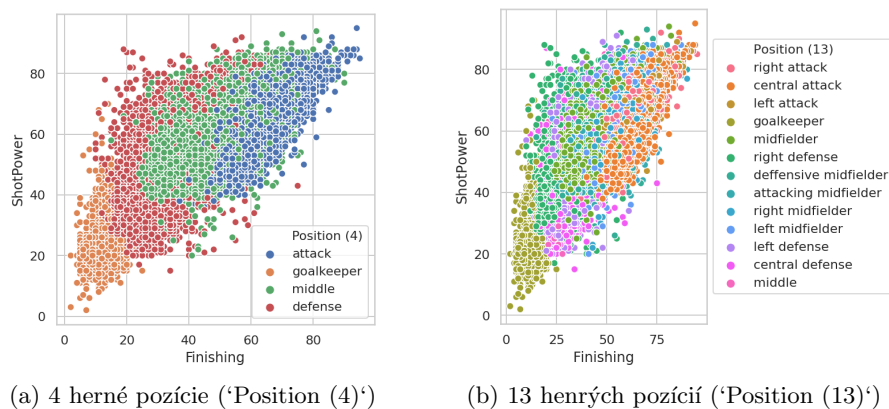 ShotPower
80
60
40
20
0
0
20
40
60
80
Finishing
Position (4)
attack
goalkeeper
middle
defense
(a) 4 herné pozície (‘Position (4)‘)
ShotPower
80
60
40
20
0
0
25
50
75
Finishing
Position (13)
right attack
central attack
left attack
goalkeeper
midfielder
right defense
deffensive midfielder
attacking midfielder
right midfielder
left midfielder
left defense
central defense
middle
(b) 13 henrých pozícií (‘Position (13)‘)